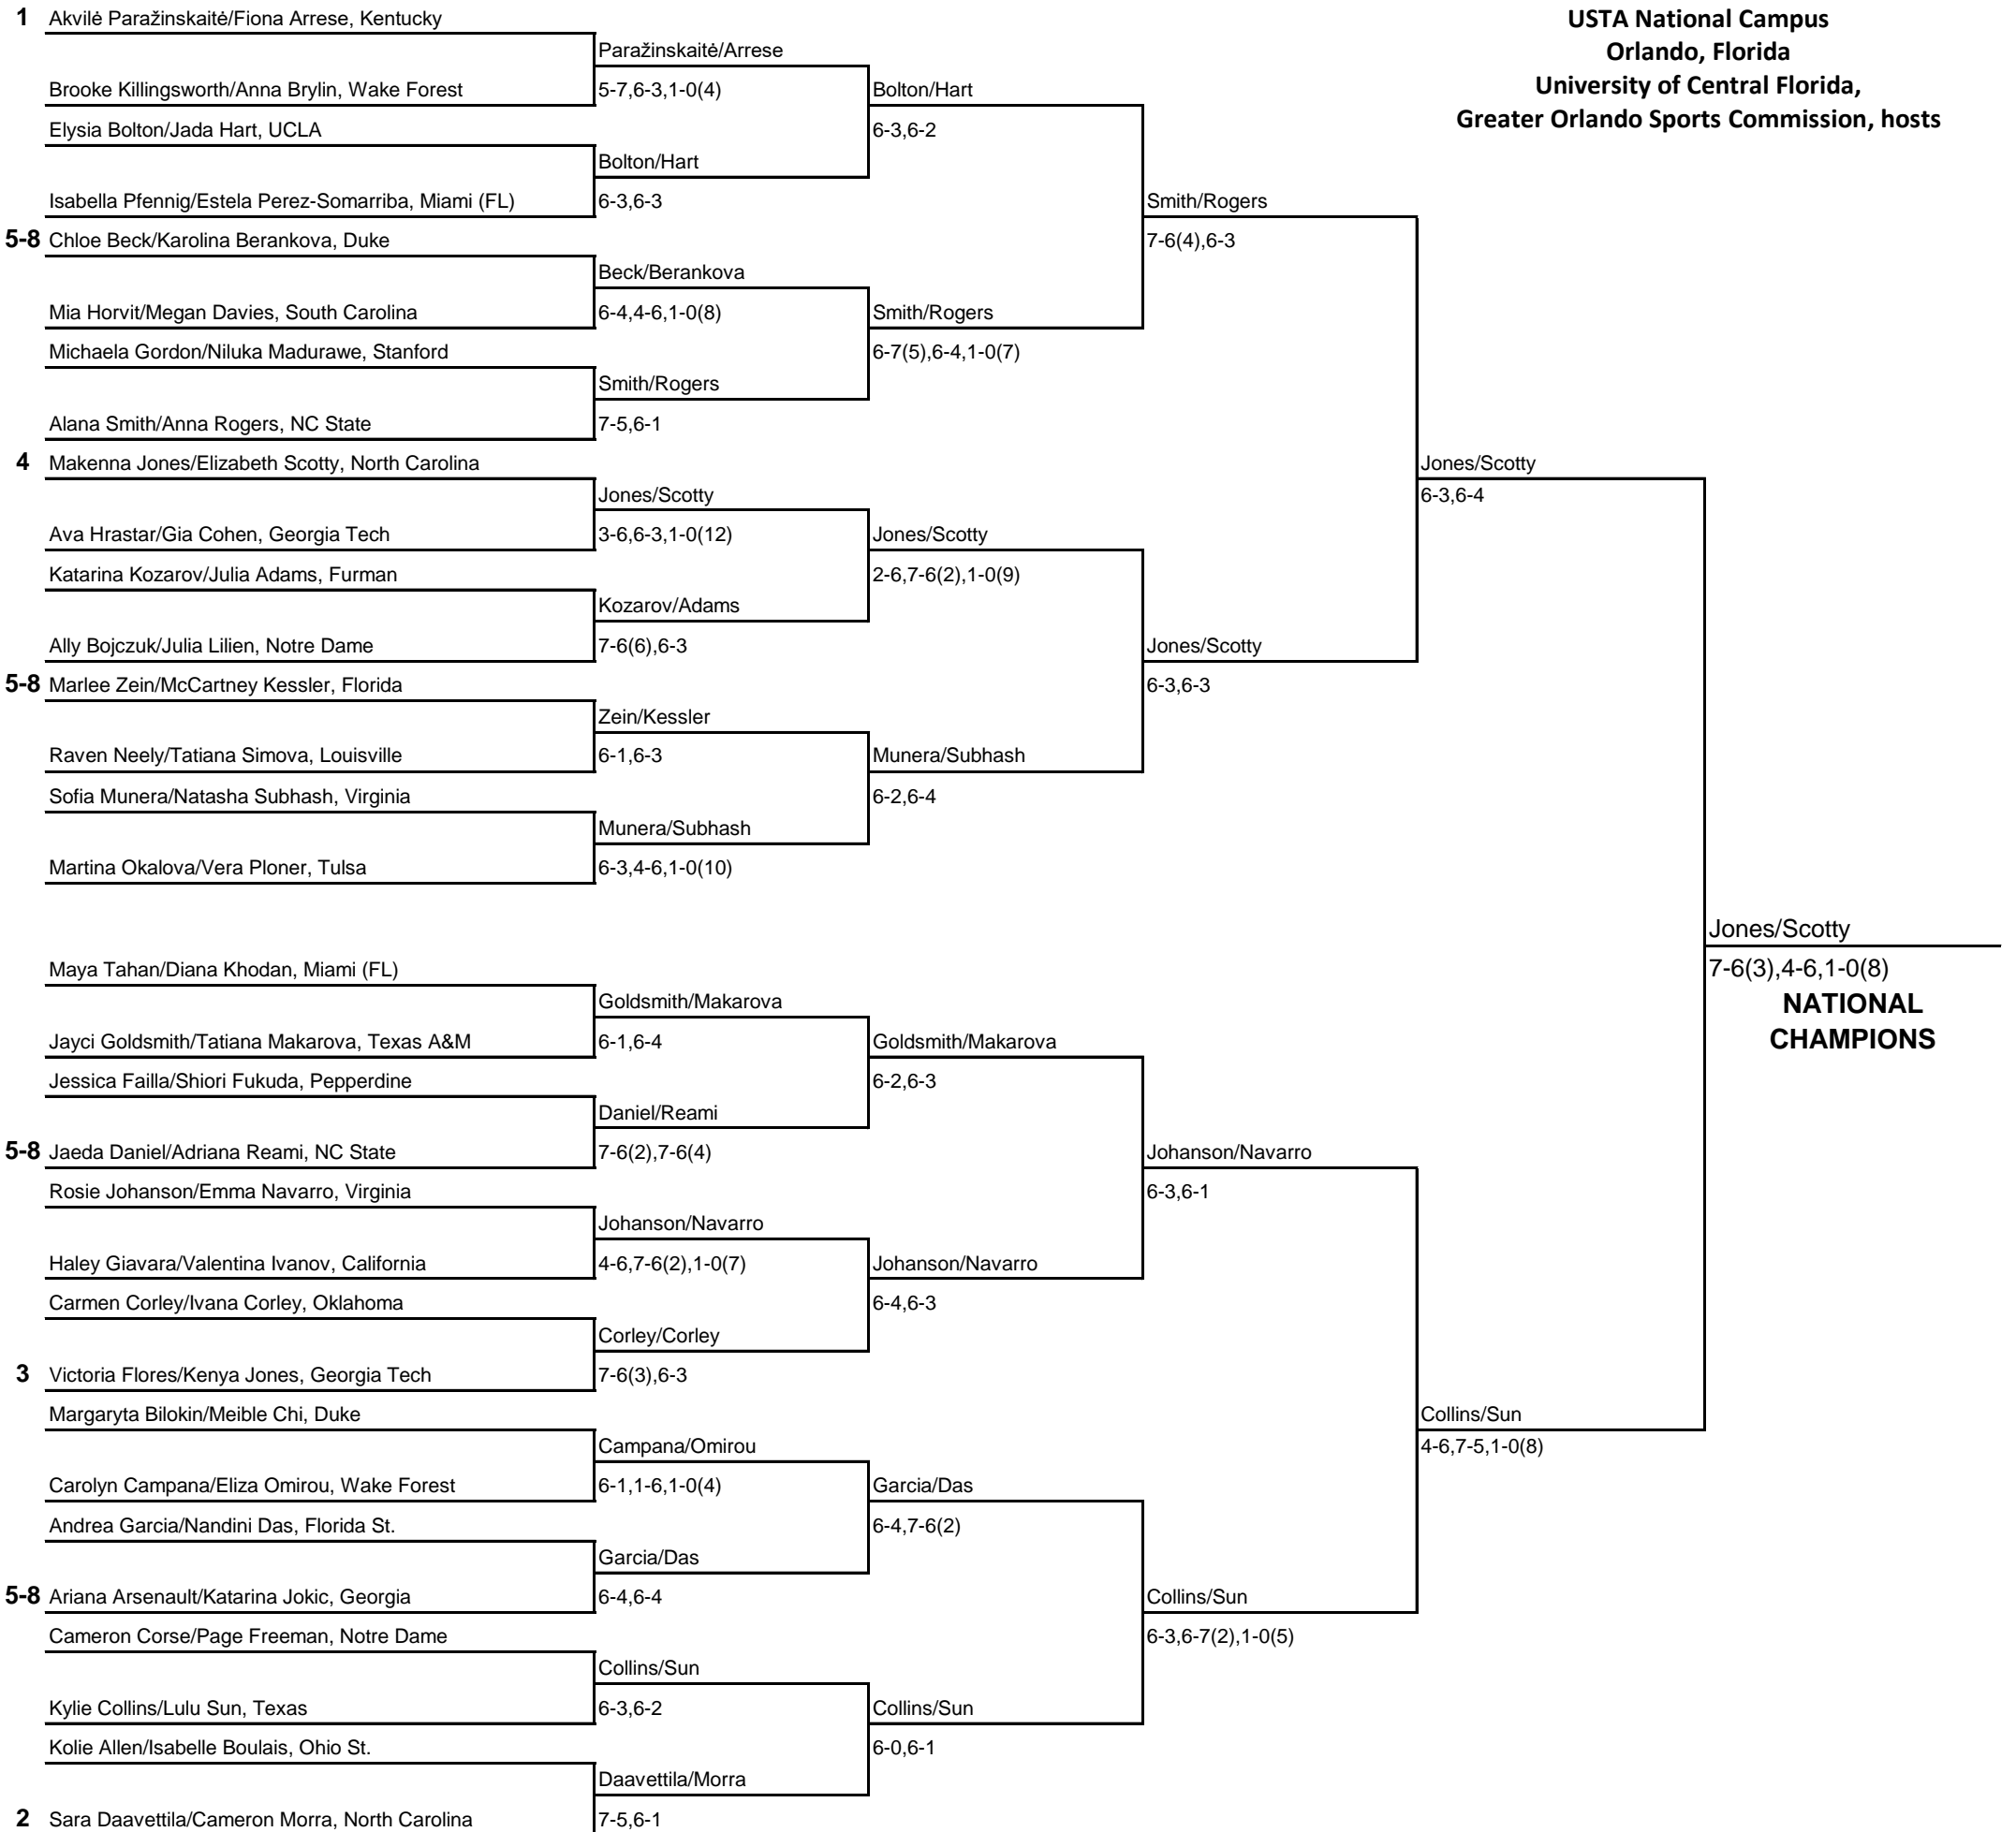 USTA National Campus
Orlando, Florida
University of Central Florida,
Greater Orlando Sports Commission, hosts
1 Akvilė Paražinskaitė/Fiona Arrese, Kentucky
Brooke Killingsworth/Anna Brylin, Wake Forest
Elysia Bolton/Jada Hart, UCLA
Isabella Pfennig/Estela Perez-Somarriba, Miami (FL)
5-8 Chloe Beck/Karolina Berankova, Duke
Mia Horvit/Megan Davies, South Carolina
Michaela Gordon/Niluka Madurawe, Stanford
Alana Smith/Anna Rogers, NC State
4 Makenna Jones/Elizabeth Scotty, North Carolina
Ava Hrastar/Gia Cohen, Georgia Tech
Katarina Kozarov/Julia Adams, Furman
Ally Bojczuk/Julia Lilien, Notre Dame
5-8 Marlee Zein/McCartney Kessler, Florida
Raven Neely/Tatiana Simova, Louisville
Sofia Munera/Natasha Subhash, Virginia
Martina Okalova/Vera Ploner, Tulsa
Maya Tahan/Diana Khodan, Miami (FL)
Jayci Goldsmith/Tatiana Makarova, Texas A&M
Jessica Failla/Shiori Fukuda, Pepperdine
5-8 Jaeda Daniel/Adriana Reami, NC State
Rosie Johanson/Emma Navarro, Virginia
Haley Giavara/Valentina Ivanov, California
Carmen Corley/Ivana Corley, Oklahoma
3 Victoria Flores/Kenya Jones, Georgia Tech
Margaryta Bilokin/Meible Chi, Duke
Carolyn Campana/Eliza Omirou, Wake Forest
Andrea Garcia/Nandini Das, Florida St.
5-8 Ariana Arsenault/Katarina Jokic, Georgia
Cameron Corse/Page Freeman, Notre Dame
Kylie Collins/Lulu Sun, Texas
Kolie Allen/Isabelle Boulais, Ohio St.
2 Sara Daavettila/Cameron Morra, North Carolina
Paražinskaitė/Arrese
5-7,6-3,1-0(4)
Bolton/Hart
6-3,6-3
Beck/Berankova
6-4,4-6,1-0(8)
Smith/Rogers
7-5,6-1
Jones/Scotty
3-6,6-3,1-0(12)
Kozarov/Adams
7-6(6),6-3
Zein/Kessler
6-1,6-3
Munera/Subhash
6-3,4-6,1-0(10)
Goldsmith/Makarova
6-1,6-4
Daniel/Reami
7-6(2),7-6(4)
Johanson/Navarro
4-6,7-6(2),1-0(7)
Corley/Corley
7-6(3),6-3
Campana/Omirou
6-1,1-6,1-0(4)
Garcia/Das
6-4,6-4
Collins/Sun
6-3,6-2
Daavettila/Morra
7-5,6-1
Bolton/Hart
6-3,6-2
Smith/Rogers
6-7(5),6-4,1-0(7)
Jones/Scotty
2-6,7-6(2),1-0(9)
Munera/Subhash
6-2,6-4
Goldsmith/Makarova
6-2,6-3
Johanson/Navarro
6-4,6-3
Garcia/Das
6-4,7-6(2)
Collins/Sun
6-0,6-1
Smith/Rogers
7-6(4),6-3
Jones/Scotty
6-3,6-3
Johanson/Navarro
6-3,6-1
Collins/Sun
6-3,6-7(2),1-0(5)
Jones/Scotty
6-3,6-4
Collins/Sun
4-6,7-5,1-0(8)
Jones/Scotty
7-6(3),4-6,1-0(8)
NATIONAL
CHAMPIONS